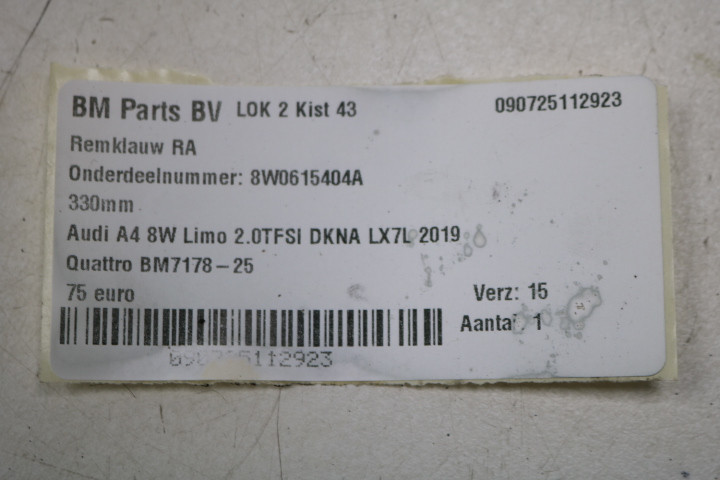 BM Parts BV LOK 2 Kist 43 090725112923
Remklauw RA
Onderdeelnummer: 8W0615404A
330mm
Audi A4 8W Limo 2.0TFSI DKNA LX7L 2019
Quattro BM7178-25
75 euro Verz: 15
Aantal 1
090725112923